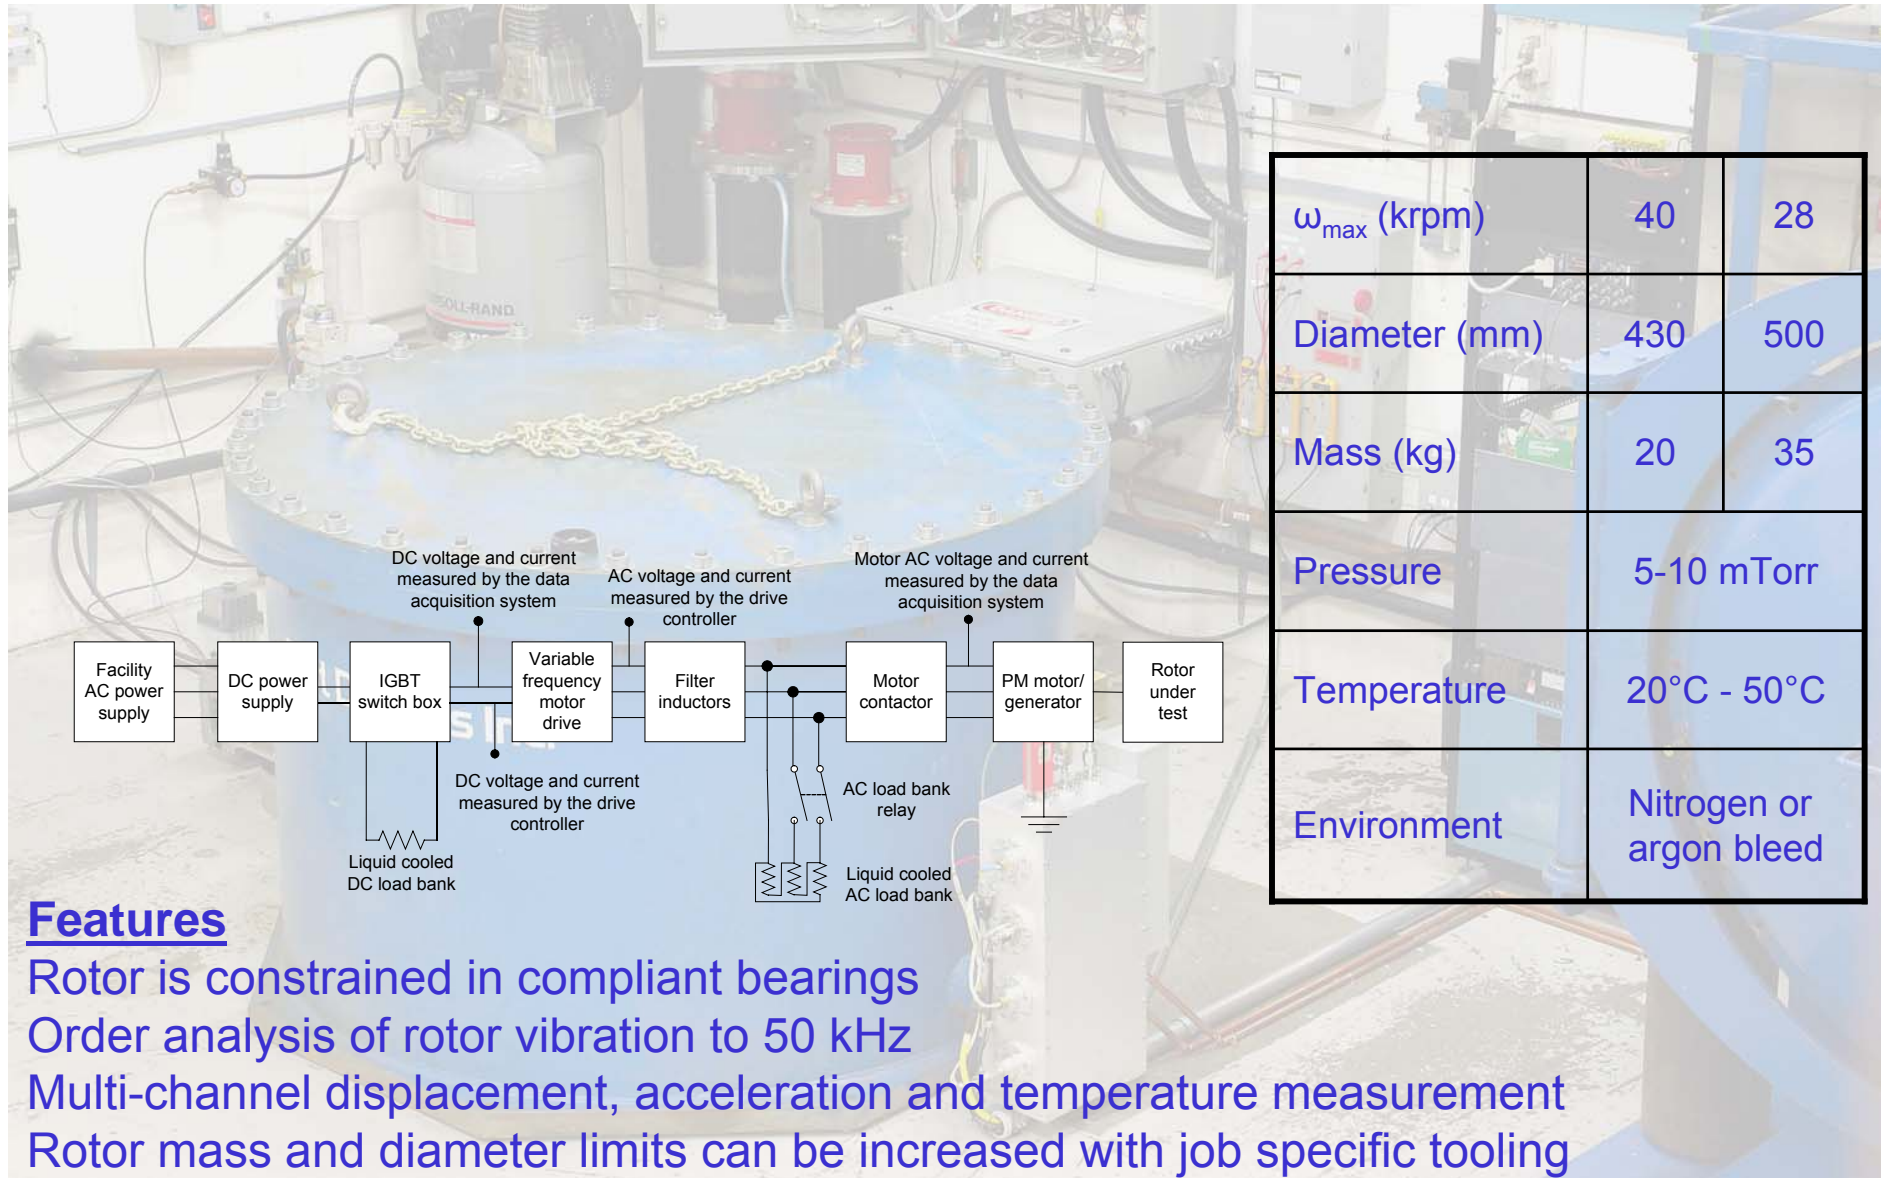 ωmax (krpm) 40 28
Diameter (mm) 430 500
Mass (kg) 20 35
Pressure 5-10 mTorr
Temperature 20°C - 50°C
Environment
Nitrogen or
argon bleed
DC voltage and current
measured by the data
acquisition system
AC voltage and current
measured by the drive
controller
Motor AC voltage and current
measured by the data
acquisition system
Facility
AC power
supply
DC power
supply
IGBT
switch box
Variable
frequency
motor
drive
Filter
inductors
Motor
contactor
PM motor/
generator
Rotor
under
test
DC voltage and current
measured by the drive
controller
AC load bank
relay
Liquid cooled
DC load bank
Liquid cooled
AC load bank
Features
Rotor is constrained in compliant bearings
Order analysis of rotor vibration to 50 kHz
Multi-channel displacement, acceleration and temperature measurement
Rotor mass and diameter limits can be increased with job specific tooling